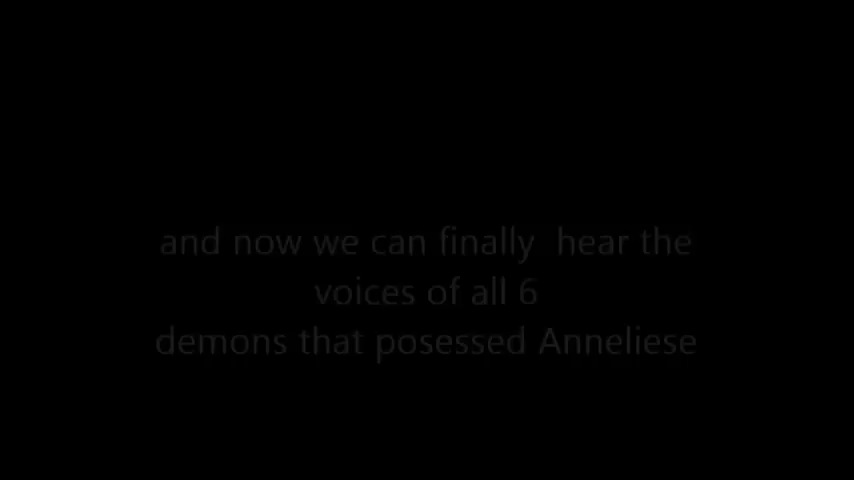 and now we can finally  hear the
voices of all 6
demons that posessed Anneliese